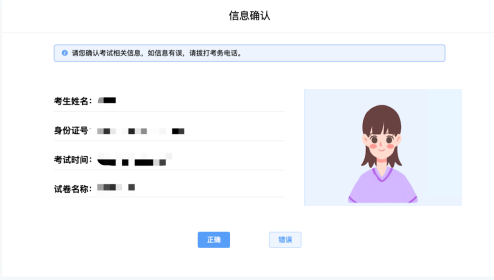 信息确认
请您确认考试相关信息，如信息有误，请拨打考务电话。
考生姓名：
身份证号
考试时间：
试卷名称：
正确
错误